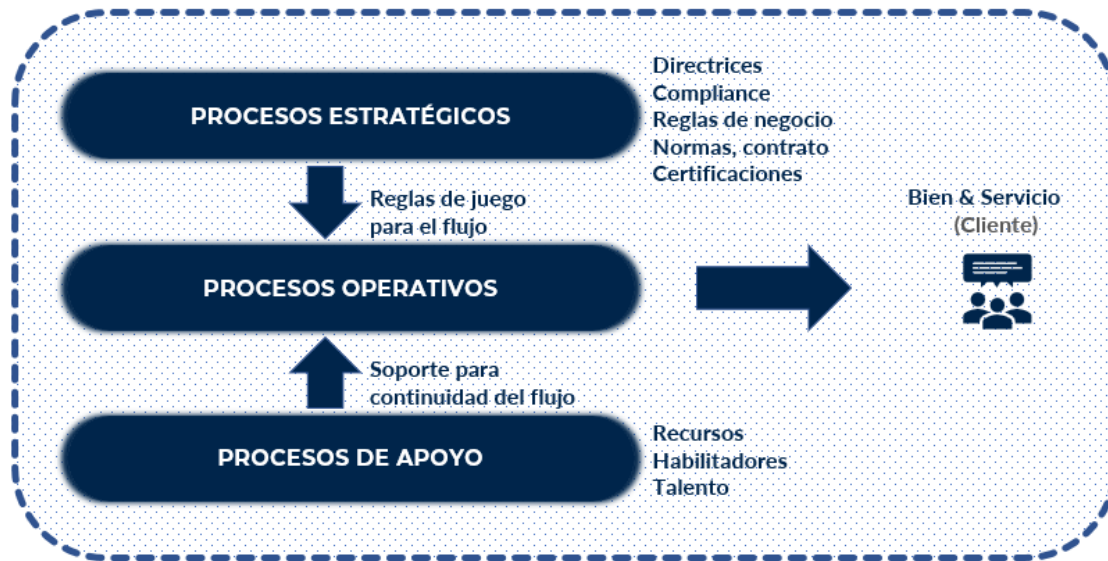 PROCESOS ESTRATÉGICOS
Directrices
Compliance
Reglas de negocio
Normas, contrato
Certificaciones
Reglas de juego
para el flujo
PROCESOS OPERATIVOS
Bien & Servicio
(Cliente)
Soporte para
continuidad del flujo
PROCESOS DE APOYO
Recursos
Habilitadores
Talento